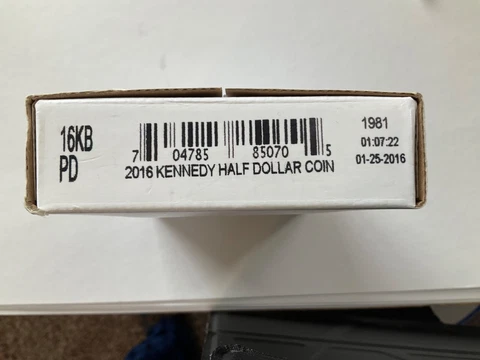 16KB
PD
7 04785 85070 5
2016 KENNEDY HALF DOLLAR COIN
1981
01:07:22
01-25-2016